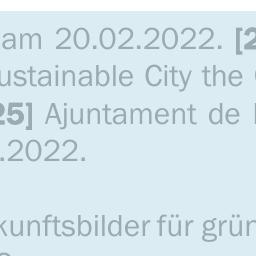 am 20.02.2022. [2
ustainable City the
25] Ajuntament de
.2022.
kunftsbilder für grün